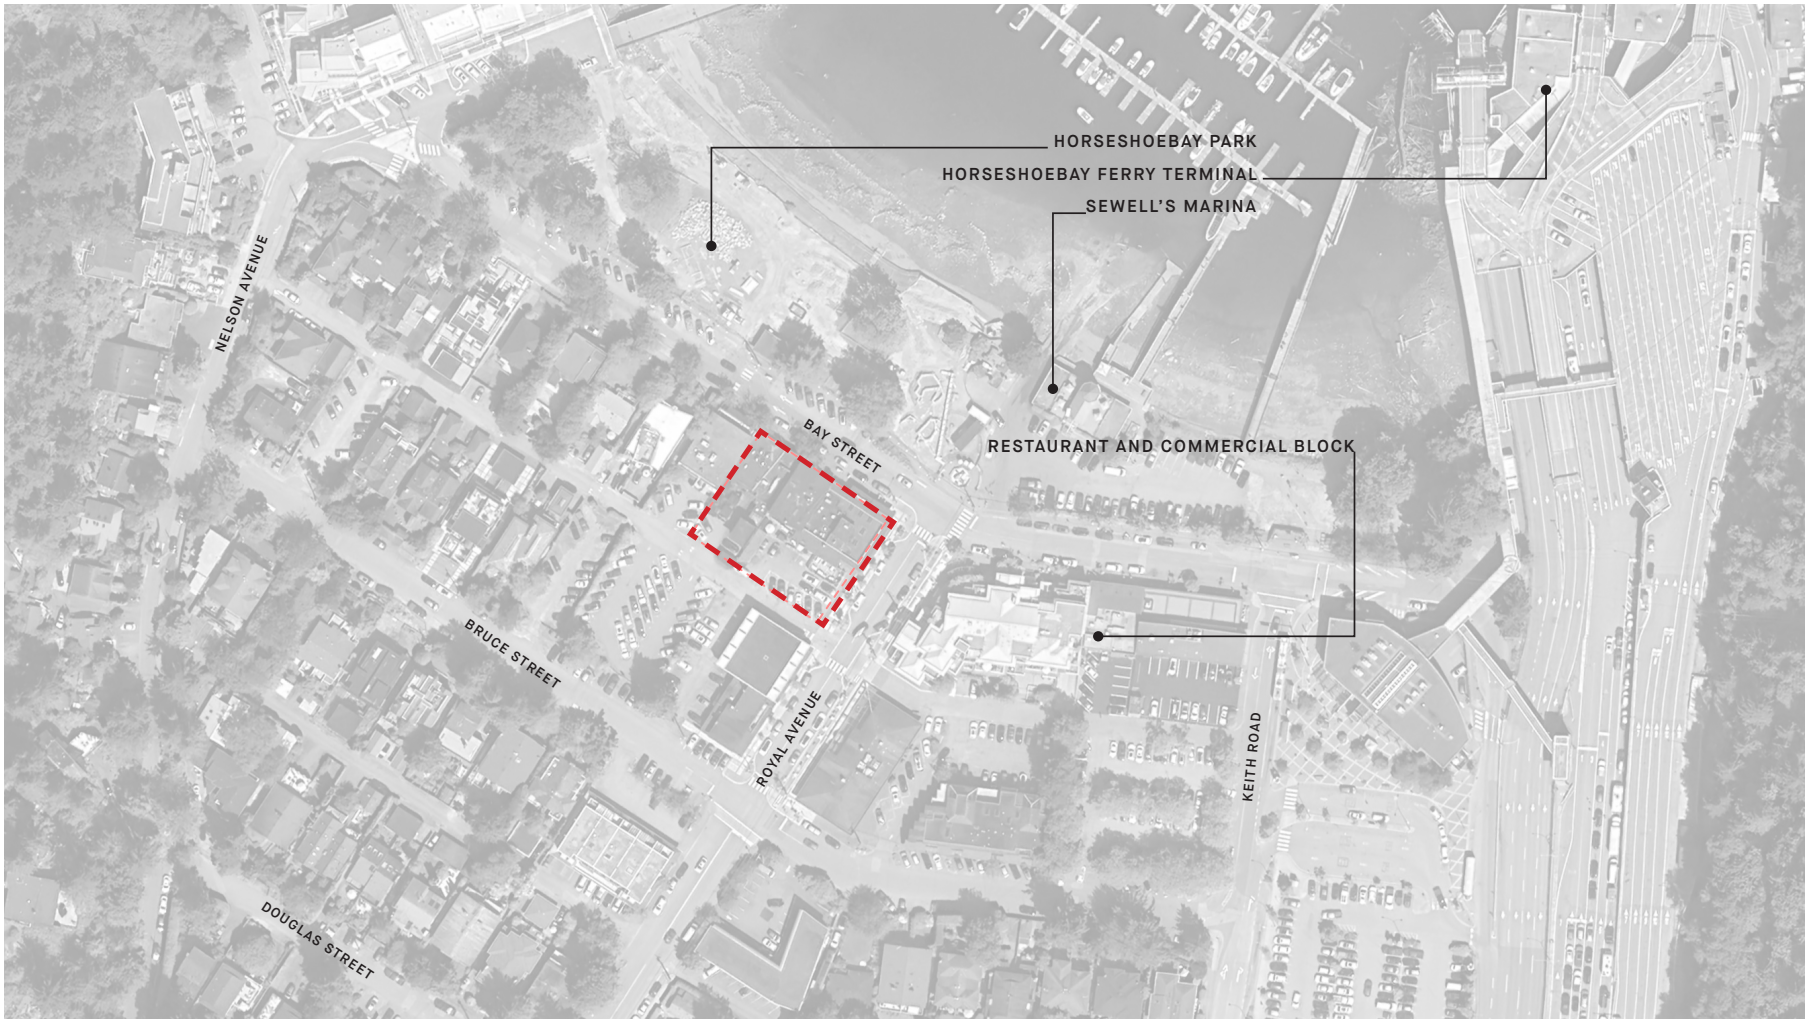 HORSESHOEBAY PARK
HORSESHOEBAY FERRY TERMINAL
SEWELL'S MARINA
NELSON AVENUE
BAY STREET
RESTAURANT AND COMMERCIAL BLOCK
BRUCE STREET
ROYAL AVENUE
KEITH ROAD
DOUGLAS STREET